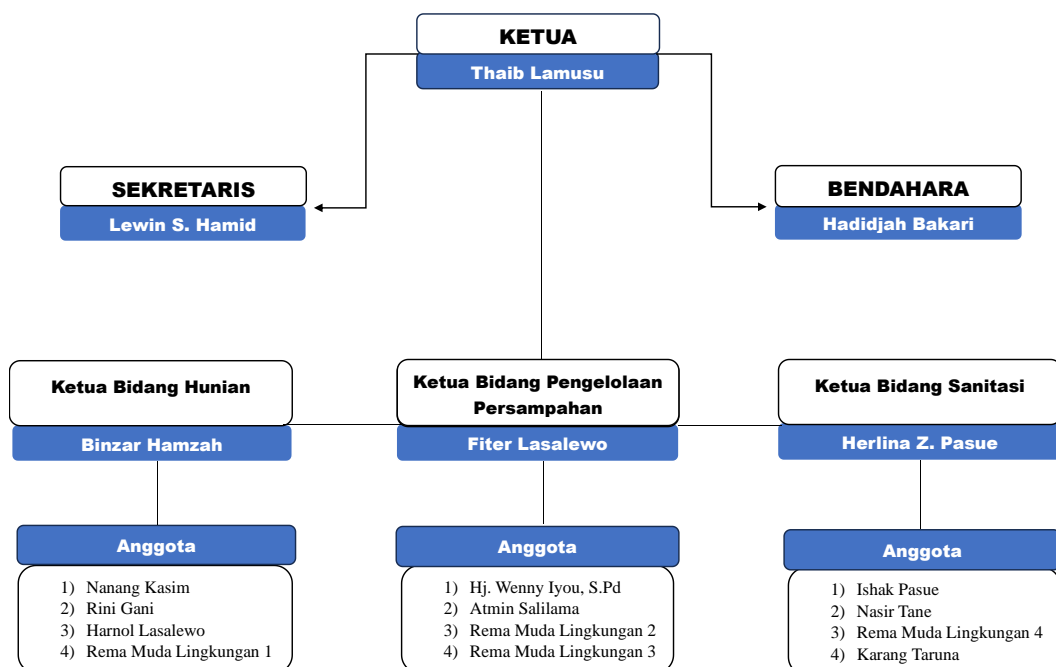 KETUA
Thaib Lamusu
SEKRETARIS
Lewin S. Hamid
BENDAHARA
Hadidjah Bakari
Ketua Bidang Hunian
Binzar Hamzah
Ketua Bidang Pengelolaan
Persampahan
Fiter Lasalewo
Ketua Bidang Sanitasi
Herlina Z. Pasue
Anggota
1) Nanang Kasim
2) Rini Gani
3) Harnol Lasalewo
4) Rema Muda Lingkungan 1
Anggota
1) Hj. Wenny Iyou, S.Pd
2) Atmin Salilama
3) Rema Muda Lingkungan 2
4) Rema Muda Lingkungan 3
Anggota
1) Ishak Pasue
2) Nasir Tane
3) Rema Muda Lingkungan 4
4) Karang Taruna